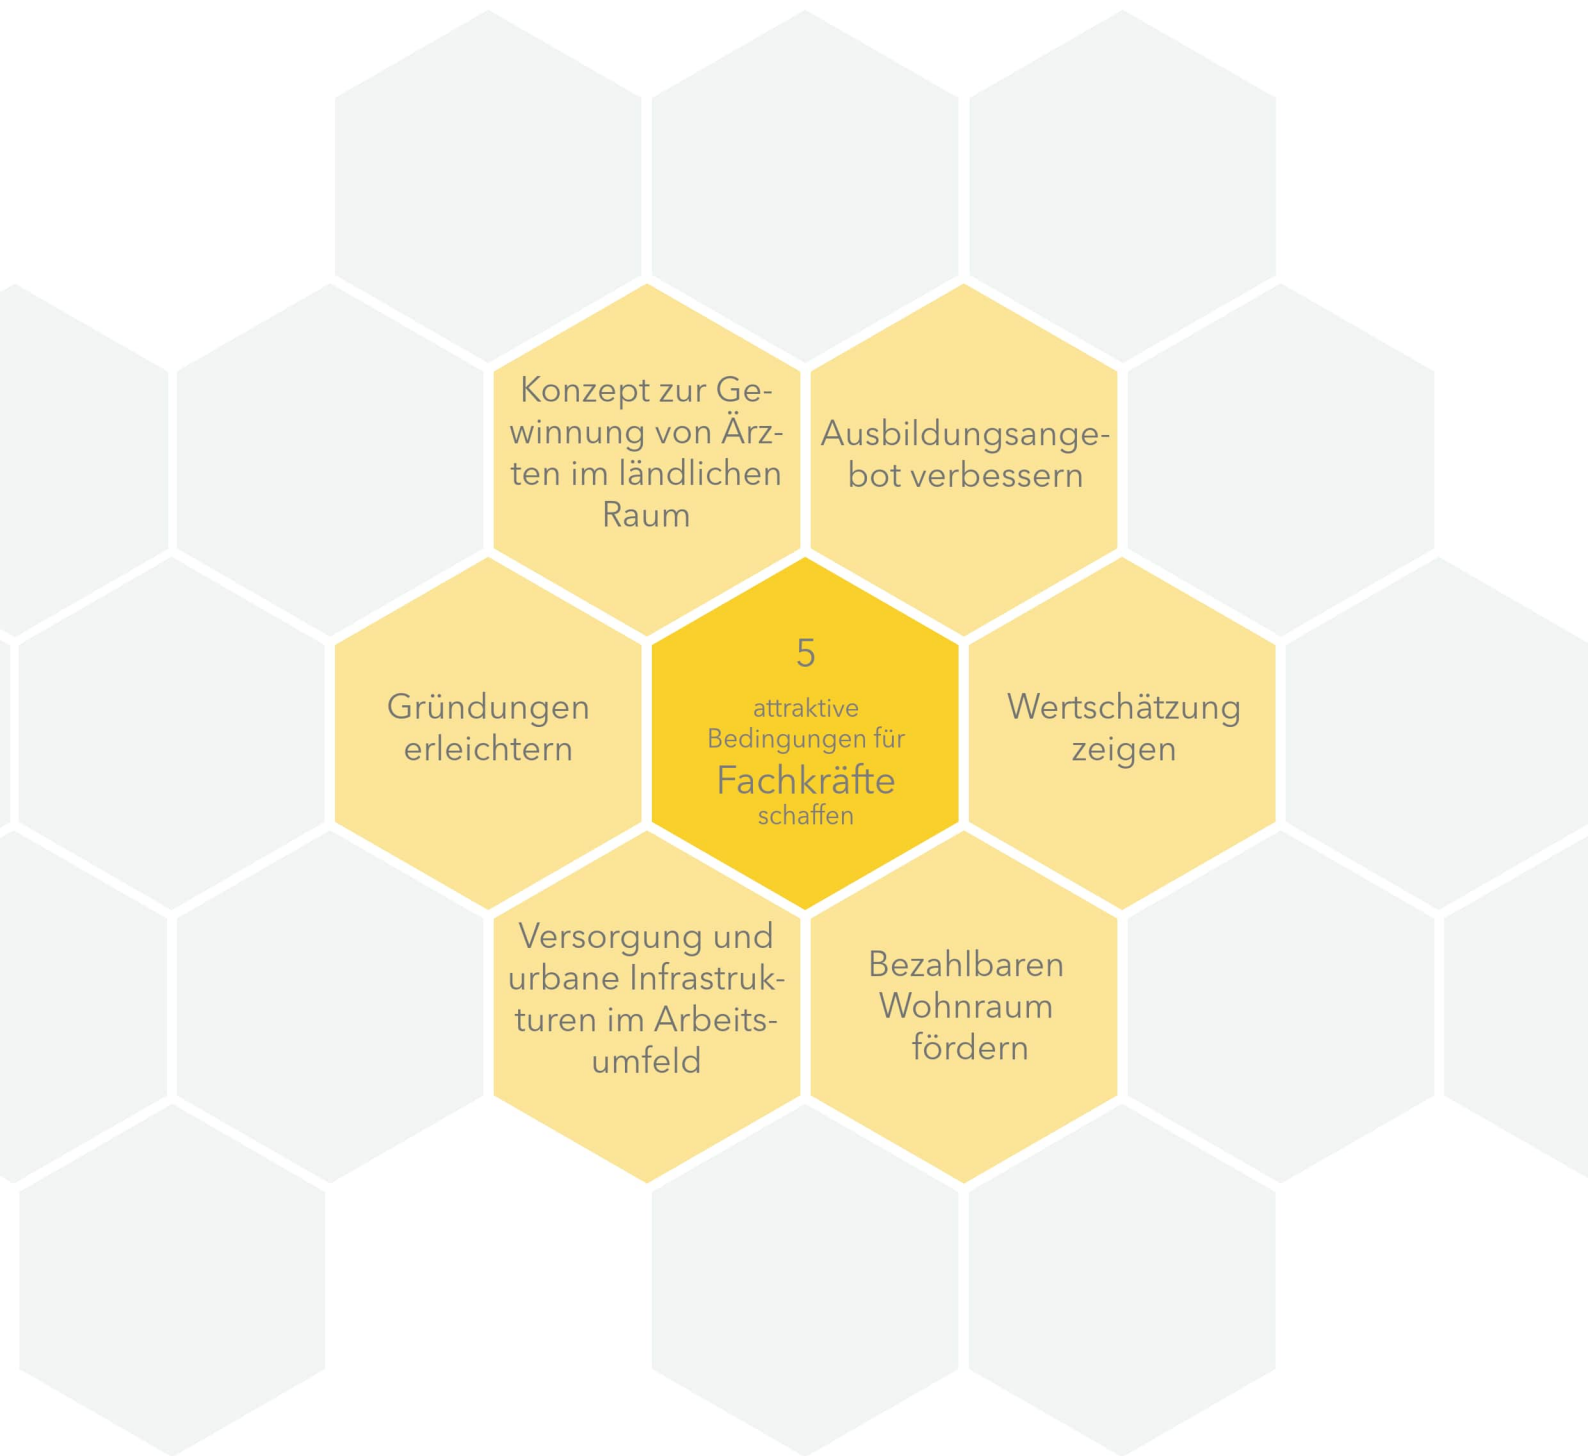 Konzept zur Ge-
winnung von Ärz-
ten im ländlichen
Raum
Ausbildungsange-
bot verbessern
Gründungen
erleichtern
5
attraktive
Bedingungen für
Fachkräfte
schaffen
Wertschätzung
zeigen
Versorgung und
urbane Infrastruk-
turen im Arbeits-
umfeld
Bezahlbaren
Wohnraum
fördern